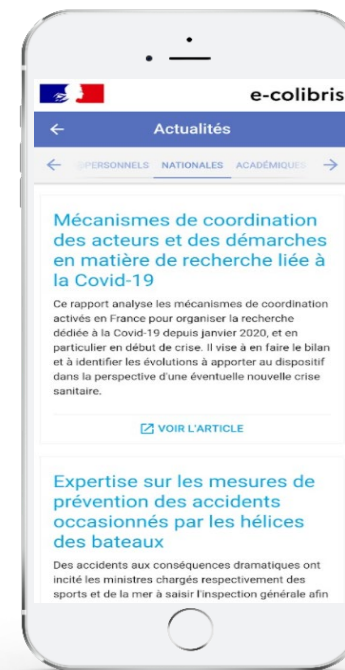 e-colibris
Actualités
PERSONNELS NATIONALES ACADÉMIQUES
Mécanismes de coordination
des acteurs et des démarches
en matière de recherche liée à
la Covid-19
Ce rapport analyse les mécanismes de coordination
activés en France pour organiser la recherche
dédiée à la Covid-19 depuis janvier 2020, et en
particulier en début de crise. Il vise à en faire le bilan
et à identifier les évolutions à apporter au dispositif
dans la perspective d'une éventuelle nouvelle crise
sanitaire.
VOIR L'ARTICLE
Expertise sur les mesures de
prévention des accidents
occasionnés par les hélices
des bateaux
Des accidents aux conséquences dramatiques ont
incité les ministres chargés respectivement des
sports et de la mer à saisir l'inspection générale afin